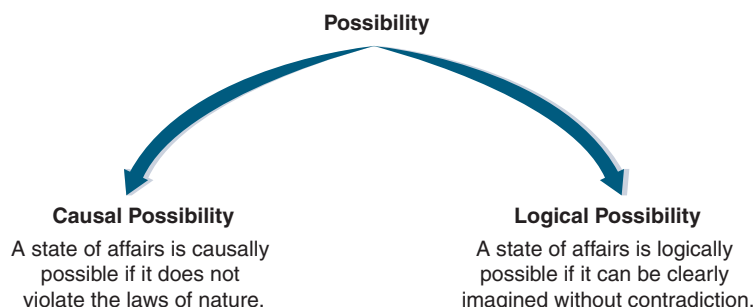 Possibility
Causal Possibility
A state of affairs is causally
possible if it does not
violate the laws of nature.
Logical Possibility
A state of affairs is logically
possible if it can be clearly
imagined without contradiction.